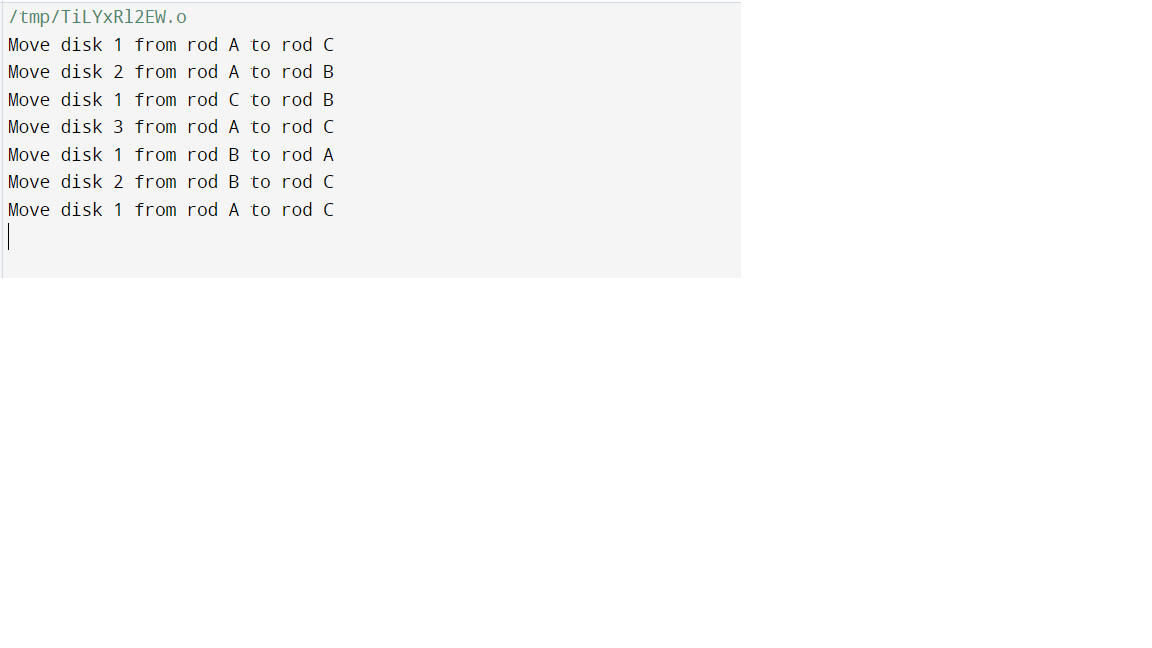 /tmp/TiLYxRl2EW.o
Move disk 1 from rod A to rod C
Move disk 2 from rod A to rod B
Move disk 1 from rod C to rod B
Move disk 3 from rod A to rod C
Move disk 1 from rod B to rod A
Move disk 2 from rod B to rod C
Move disk 1 from rod A to rod C